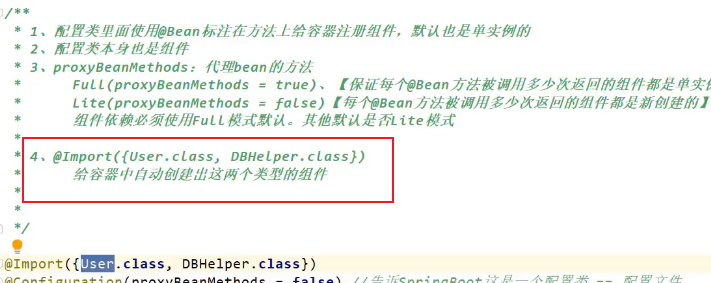 /**
* 1、配置类里面使用@Bean标注在方法上给容器注册组件，默认也是单实例的
* 2、配置类本身也是组件
* 3、proxyBeanMethods：代理bean的方法
* Full(proxyBeanMethods = true)、【保证每个@Bean方法被调用多少次返回的组件都是单实
* Lite(proxyBeanMethods = false)【每个@Bean方法被调用多少次返回的组件都是新创建的】
* 组件依赖必须使用Full模式默认。其他默认是否Lite模式
*
* 4、@Import({User.class, DBHelper.class})
* 给容器中自动创建出这两个类型的组件
*
*
*/
@Import({User.class, DBHelper.class})
@Configuration(proxyBeanMethods = false) //告诉SpringBoot这是一个配置类 == 配置文件